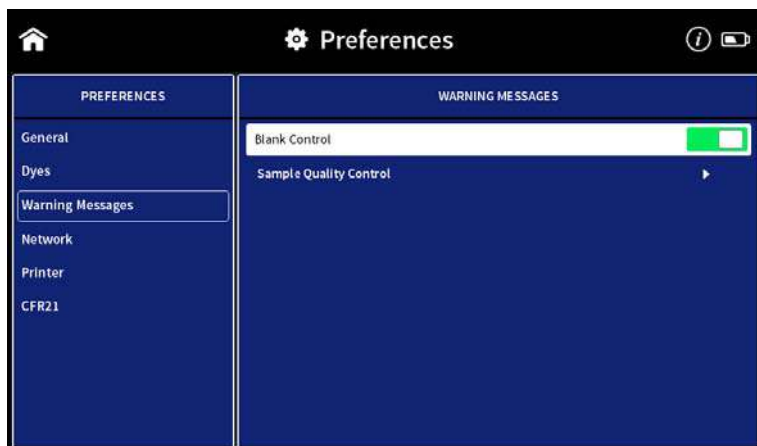 Preferences
PREFERENCES
WARNING MESSAGES
General
Dyes
Warning Messages
Network
Printer
CFR21
Blank Control
Sample Quality Control